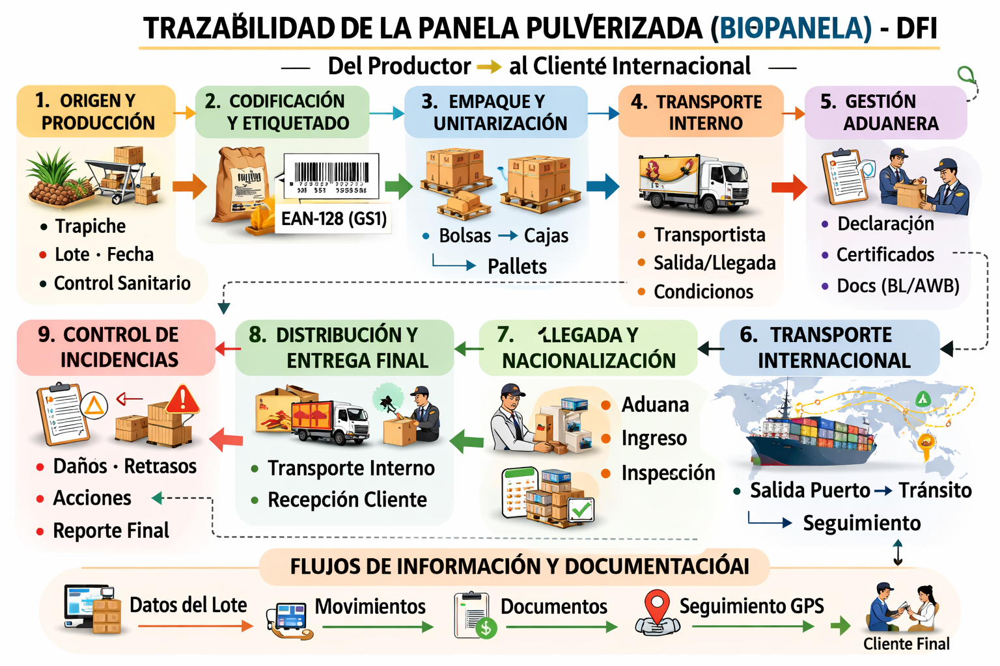 TRAZABILIDAD DE LA PANELA PULVERIZADA (BIOPANELA) - DFI
Del Productor → al Clienté Internacional
1. ORIGEN Y
PRODUCCIÓN
• Trapiche
• Lote · Fecha
• Control Sanitario
2. CODIFICACIÓN
Y ETIQUETADO
EAN-128 (GS1)
3. EMPAQUE Y
UNITARIZACIÓN
• Bolsas → Cajas
→ Pallets
4. TRANSPORTE
INTERNO
• Transportista
• Salida/Llegada
• Condicionos
5. GESTIÓN
ADUANERA
• Declaración
• Certificados
• Docs (BL/AWB)
9. CONTROL DE
INCIDENCIAS
• Daños · Retrasos
• Acciones
• Reporte Final
8. DISTRIBUCIÓN Y
ENTREGA FINAL
• Transporte Interno
• Recepción Cliente
7. LLEGADA Y
NACIONALIZACIÓN
• Aduana
• Ingreso
• Inspección
6. TRANSPORTE
INTERNACIONAL
• Salida Puerto → Tránsito
→ Seguimiento
FLUJOS DE INFORMACIÓN Y DOCUMENTACIÓAI
Datos del Lote
Movimientos
Documentos
Seguimiento GPS
Cliente Final